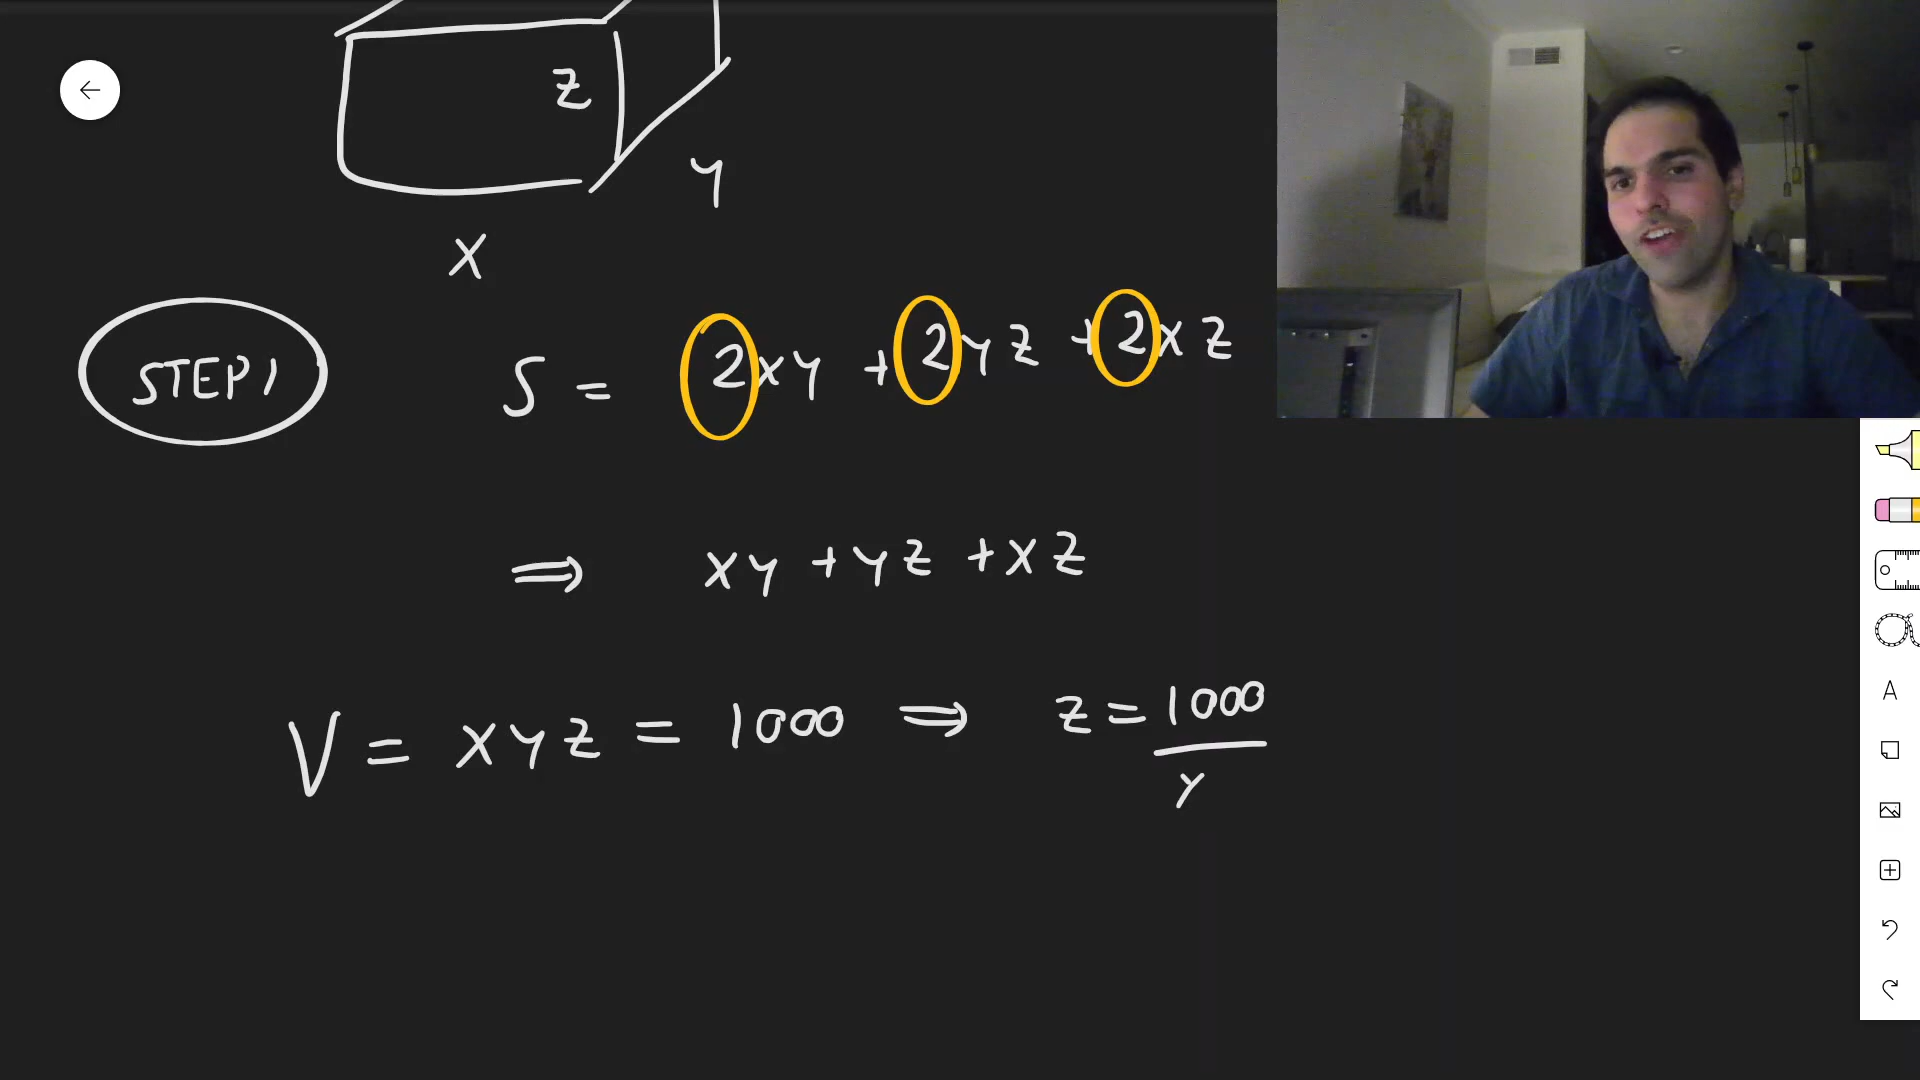 z
y
x
STEP 1
S = 2xy + 2yz + 2xz
⇒ xy + yz + xz
V = xyz = 1000 ⇒ z = 1000
y
A